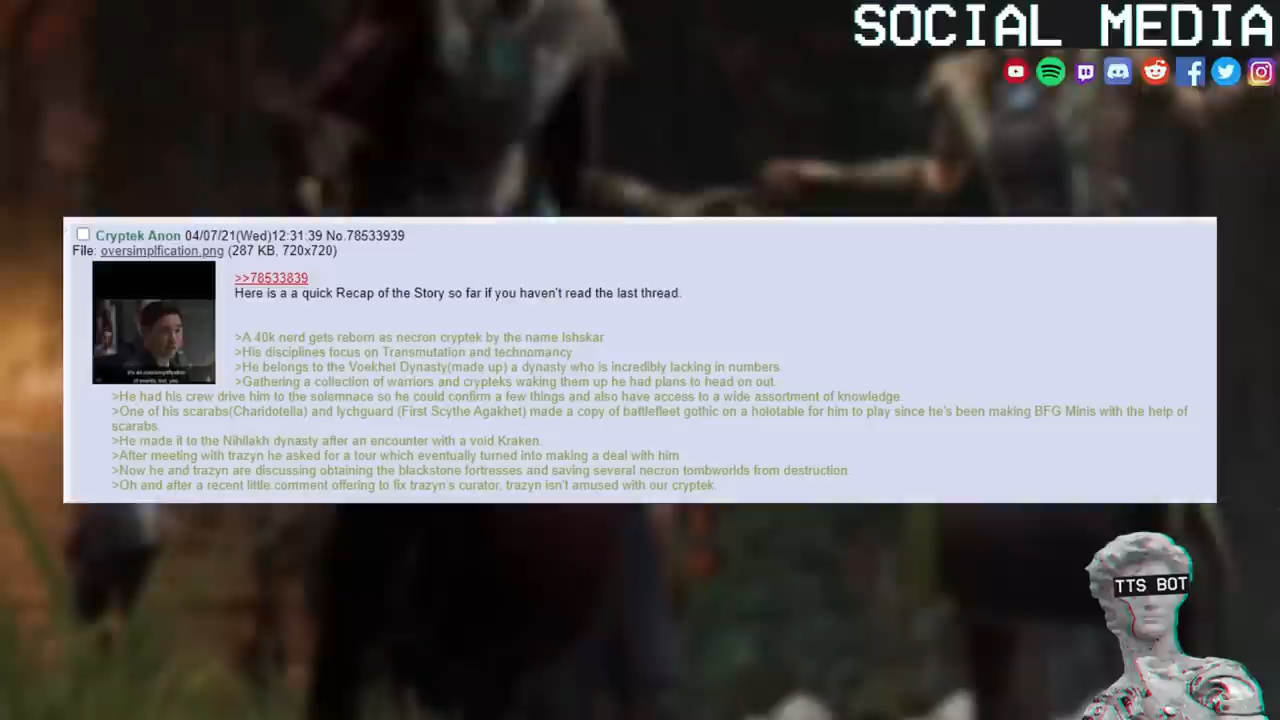 SOCIAL MEDIA
Cryptek Anon 04/07/21(Wed)12:31:39 No.78533939
File: oversimplfication.png (287 KB, 720x720)
>>78533839
Here is a a quick Recap of the Story so far if you haven't read the last thread.
>A 40k nerd gets reborn as necron cryptek by the name Ishskar
>His disciplines focus on Transmutation and technomancy
>He belongs to the Voekhet Dynasty(made up) a dynasty who is incredibly lacking in numbers
>Gathering a collection of warriors and crypteks waking them up he had plans to head on out.
>He had his crew drive him to the solemnace so he could confirm a few things and also have access to a wide assortment of knowledge.
>One of his scarabs(Charidotella) and lychguard (First Scythe Agakhet) made a copy of battlefleet gothic on a holotable for him to play since he's been making BFG Minis with the help of
scarabs.
>He made it to the Nihilakh dynasty after an encounter with a void Kraken.
>After meeting with trazyn he asked for a tour which eventually turned into making a deal with him
>Now he and trazyn are discussing obtaining the blackstone fortresses and saving several necron tombworlds from destruction.
>Oh and after a recent little comment offering to fix trazyn's curator, trazyn isn't amused with our cryptek.
TTS BOT